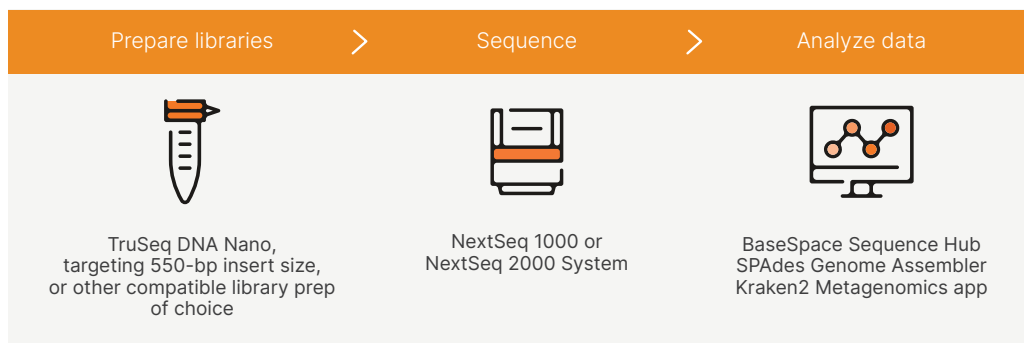 Prepare libraries
Sequence
Analyze data
TruSeq DNA Nano,
targeting 550-bp insert size,
or other compatible library prep
of choice
NextSeq 1000 or
NextSeq 2000 System
BaseSpace Sequence Hub
SPAdes Genome Assembler
Kraken2 Metagenomics app